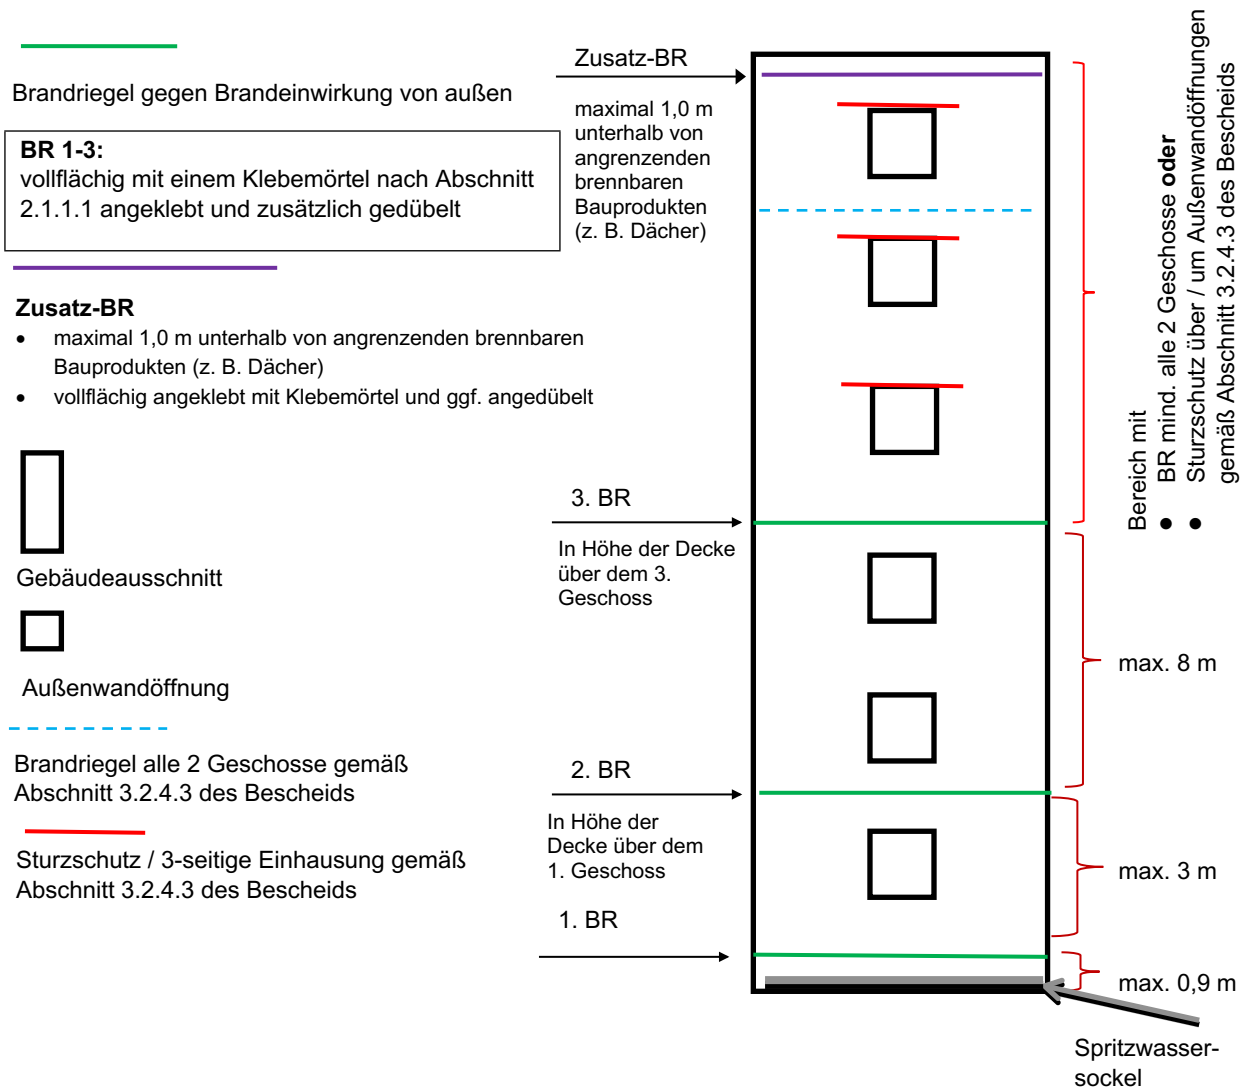 Brandriegel gegen Brandeinwirkung von außen
BR 1-3:
vollflächig mit einem Klebemörtel nach Abschnitt
2.1.1.1 angeklebt und zusätzlich gedübelt
Zusatz-BR
• maximal 1,0 m unterhalb von angrenzenden brennbaren
Bauprodukten (z. B. Dächer)
• vollflächig angeklebt mit Klebemörtel und ggf. angedübelt
Gebäudeausschnitt
Außenwandöffnung
Brandriegel alle 2 Geschosse gemäß
Abschnitt 3.2.4.3 des Bescheids
Sturzschutz / 3-seitige Einhausung gemäß
Abschnitt 3.2.4.3 des Bescheids
Zusatz-BR
maximal 1,0 m
unterhalb von
angrenzenden
brennbaren
Bauprodukten
(z. B. Dächer)
3. BR
In Höhe der Decke
über dem 3.
Geschoss
2. BR
In Höhe der
Decke über dem
1. Geschoss
1. BR
Bereich mit
• BR mind. alle 2 Geschosse oder
• Sturzschutz über / um Außenwandöffnungen
gemäß Abschnitt 3.2.4.3 des Bescheids
max. 8 m
max. 3 m
max. 0,9 m
Spritzwasser-
sockel